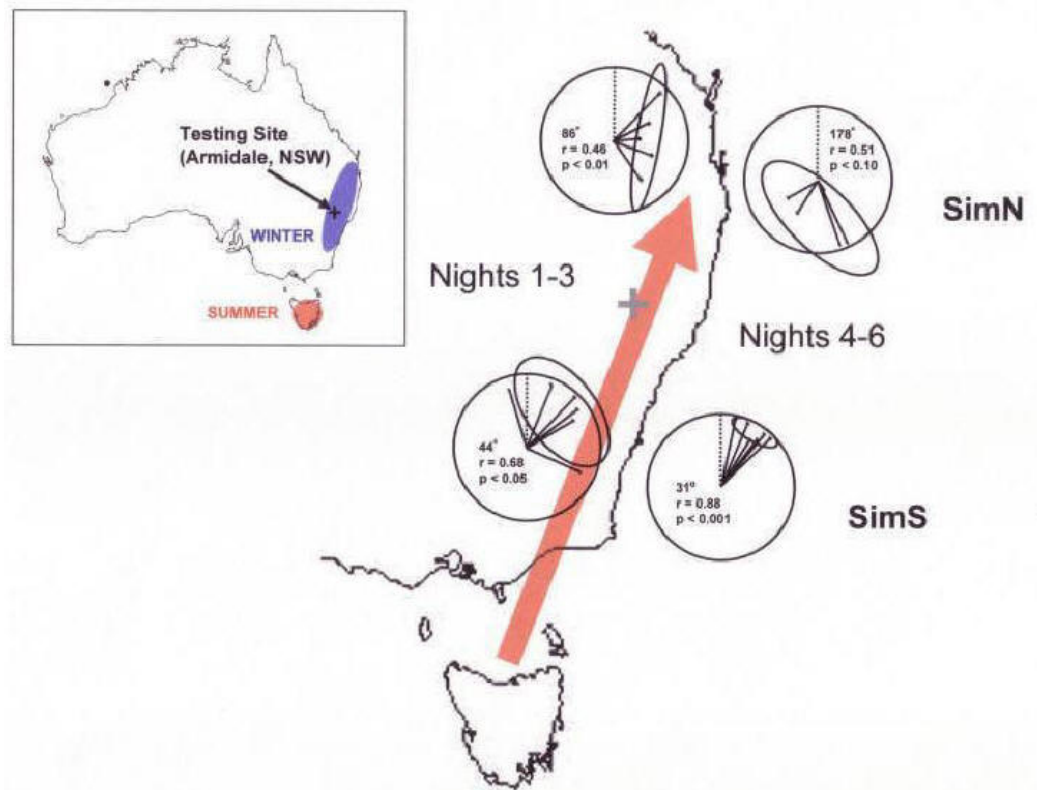 Testing Site
(Armidale, NSW)
WINTER
SUMMER
86°
r = 0.46
p < 0.01
178°
r = 0.51
p < 0.10
SimN
Nights 1-3
Nights 4-6
44°
r = 0.68
p < 0.05
31°
r = 0.88
p < 0.001
SimS